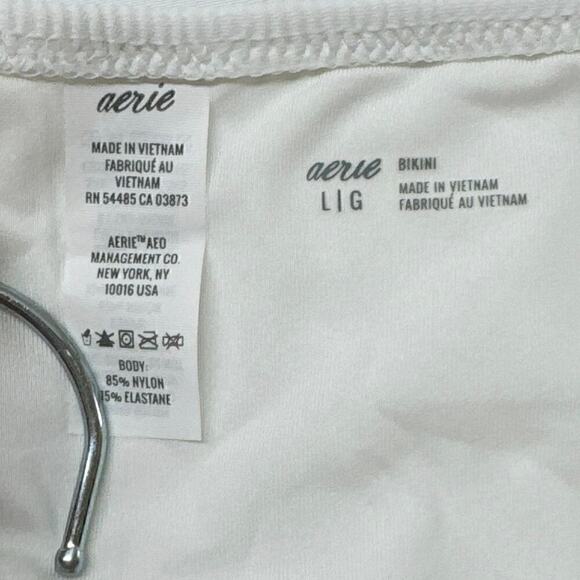 aerie
MADE IN VIETNAM
FABRIQUÉ AU
VIETNAM
RN 54485 CA 03873
AERIE™AEO
MANAGEMENT CO.
NEW YORK, NY
10016 USA
BODY:
85% NYLON
15% ELASTANE
aerie BIKINI
L|G MADE IN VIETNAM
FABRIQUÉ AU VIETNAM